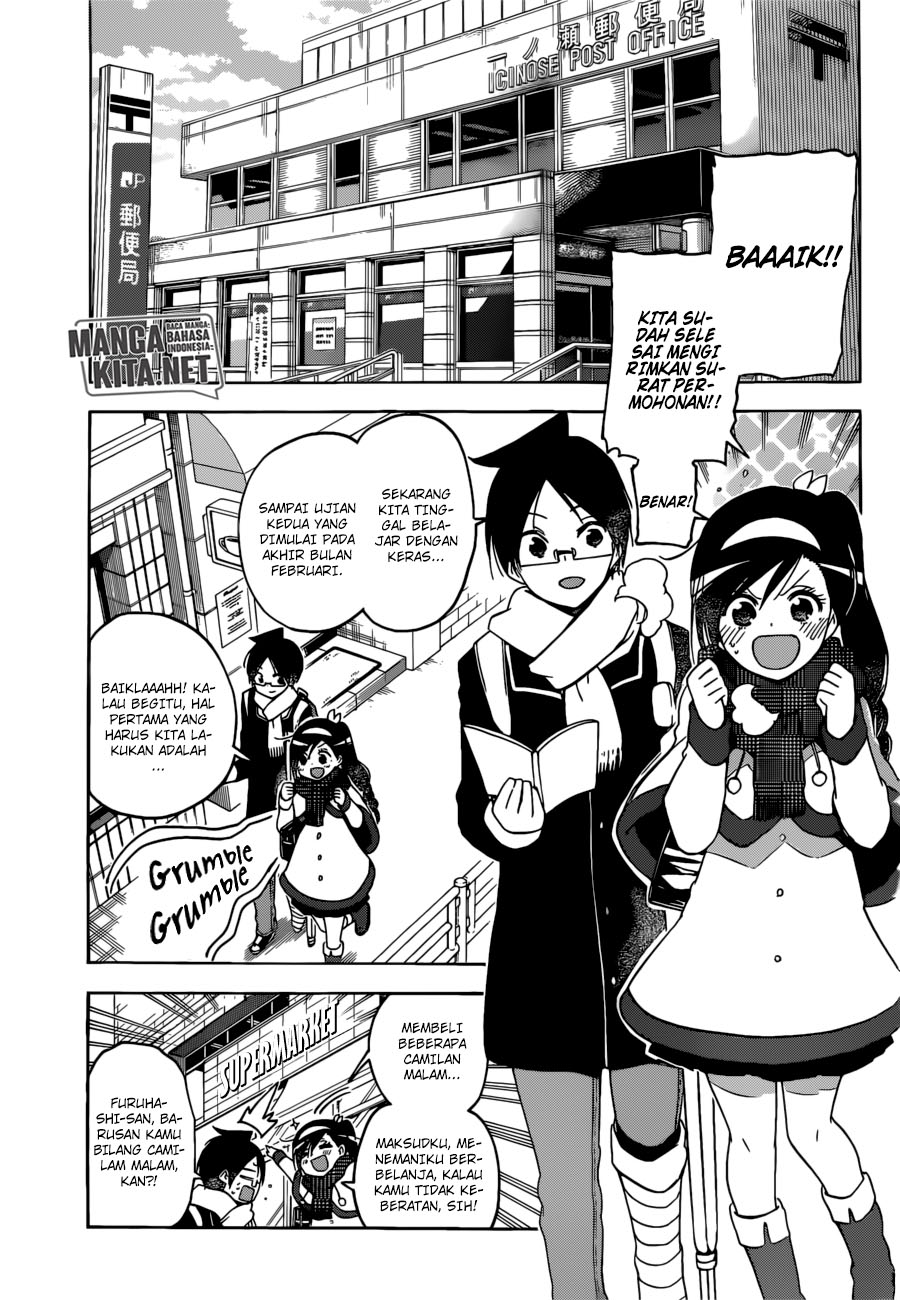 一ノ瀬郵便局
ICINOSE POST OFFICE
JP
郵便局
MANGA
KITA.NET
BACA MANGA
BAHASA
INDONESIA
BAAAIK!!
KITA SU-
DAH SELE
SAI MENGI
RIMKAN SU-
RAT PER-
MOHONAN!!
BENAR!
SEKARANG
KITA TING-
GAL BELA-
JAR DENGAN
KERAS...
SAMPAI UJIAN
KEDUA YANG
DIMULAI PADA
AKHIR BULAN
FEBRUARI.
BAIKLAAAHH! KA-
LAU BEGITU, HAL
PERTAMA YANG
HARUS KITA LA-
KUKAN ADALAH
...
Grumble
Grumble
SUPERMARKET
MEMBELI
BEBERAPA
CAMILAN
MALAM...
MAKSUDKU, ME-
NEMANIKU BER-
BELANJA, KALAU
KAMU TIDAK KE-
BERATAN, SIH!
FURUHA-
SHI-SAN, BA-
RUSAN KAMU
BILANG CAMI-
LAM MALAM,
KAN?!